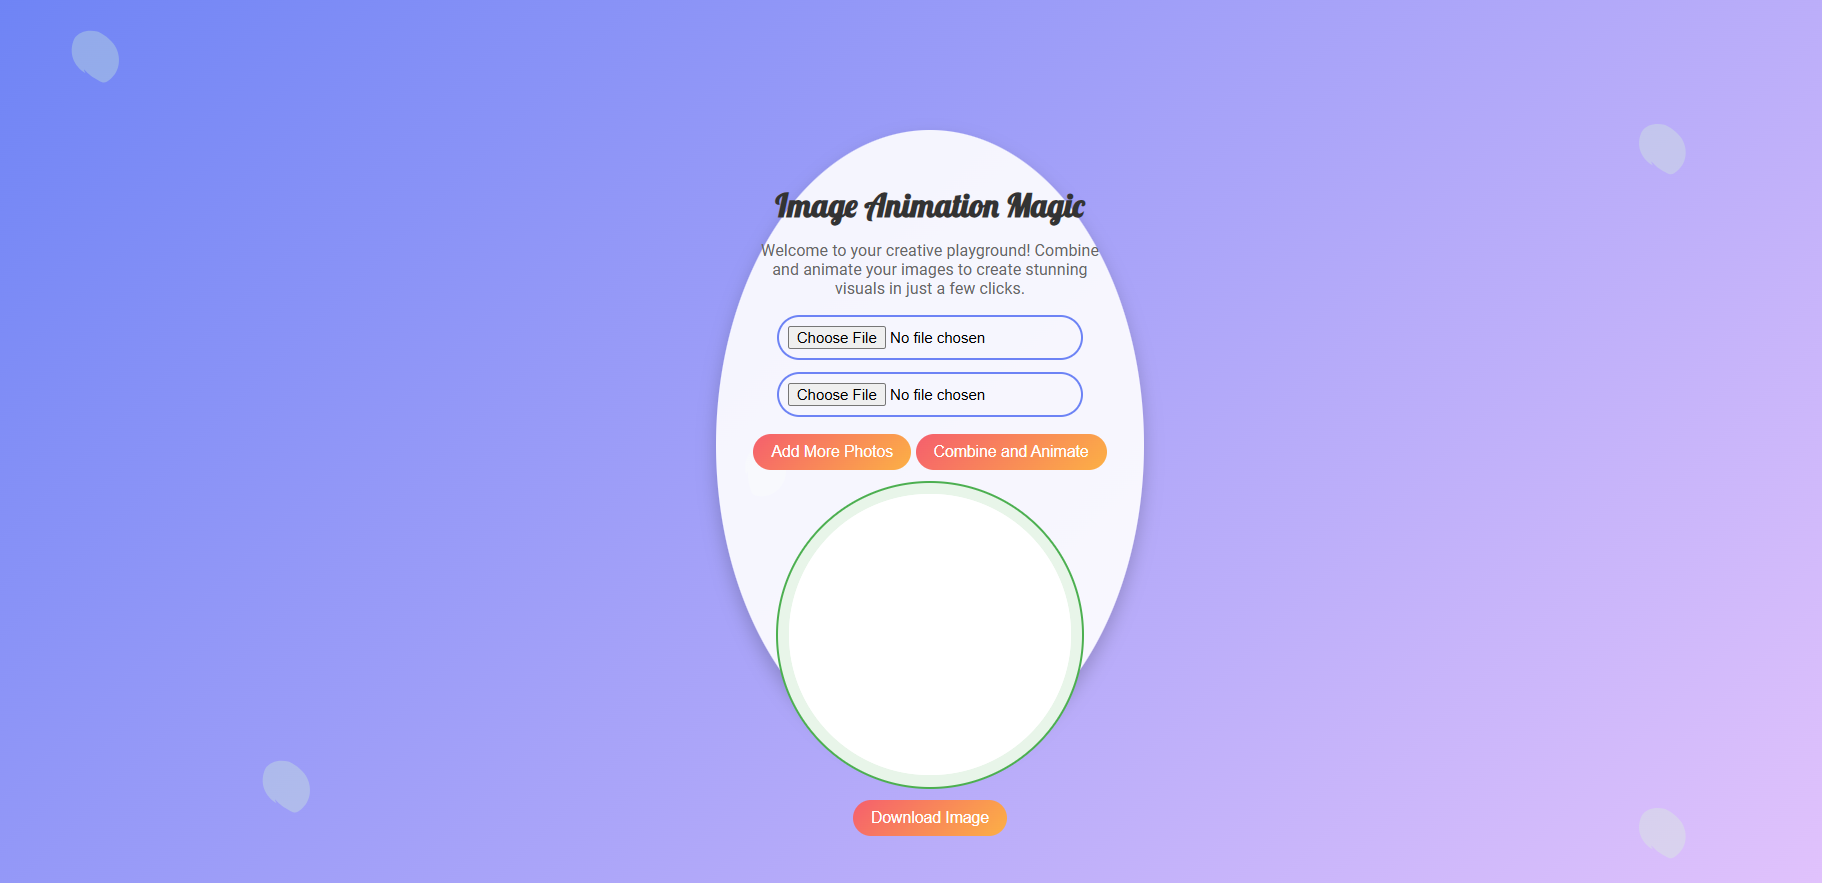 Image Animation Magic
Welcome to your creative playground! Combine
and animate your images to create stunning
visuals in just a few clicks.
Choose File No file chosen
Choose File No file chosen
Add More Photos Combine and Animate
Download Image